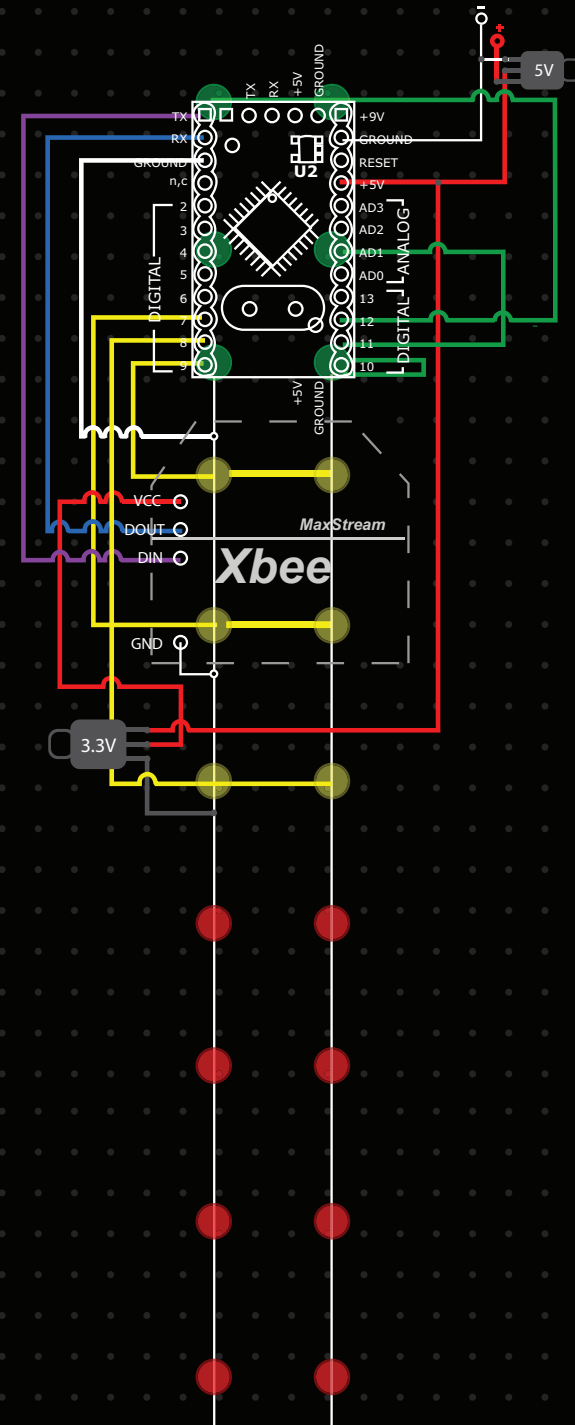 −
+
5V
TX
RX
+5V
GROUND
TX
RX
GROUND
n,c
2
3
4
5
6
7
8
9
DIGITAL
U2
+9V
GROUND
RESET
+5V
AD3
AD2
AD1
AD0
13
12
11
10
ANALOG
DIGITAL
+5V
GROUND
VCC
DOUT
DIN
GND
MaxStream
Xbee
3.3V